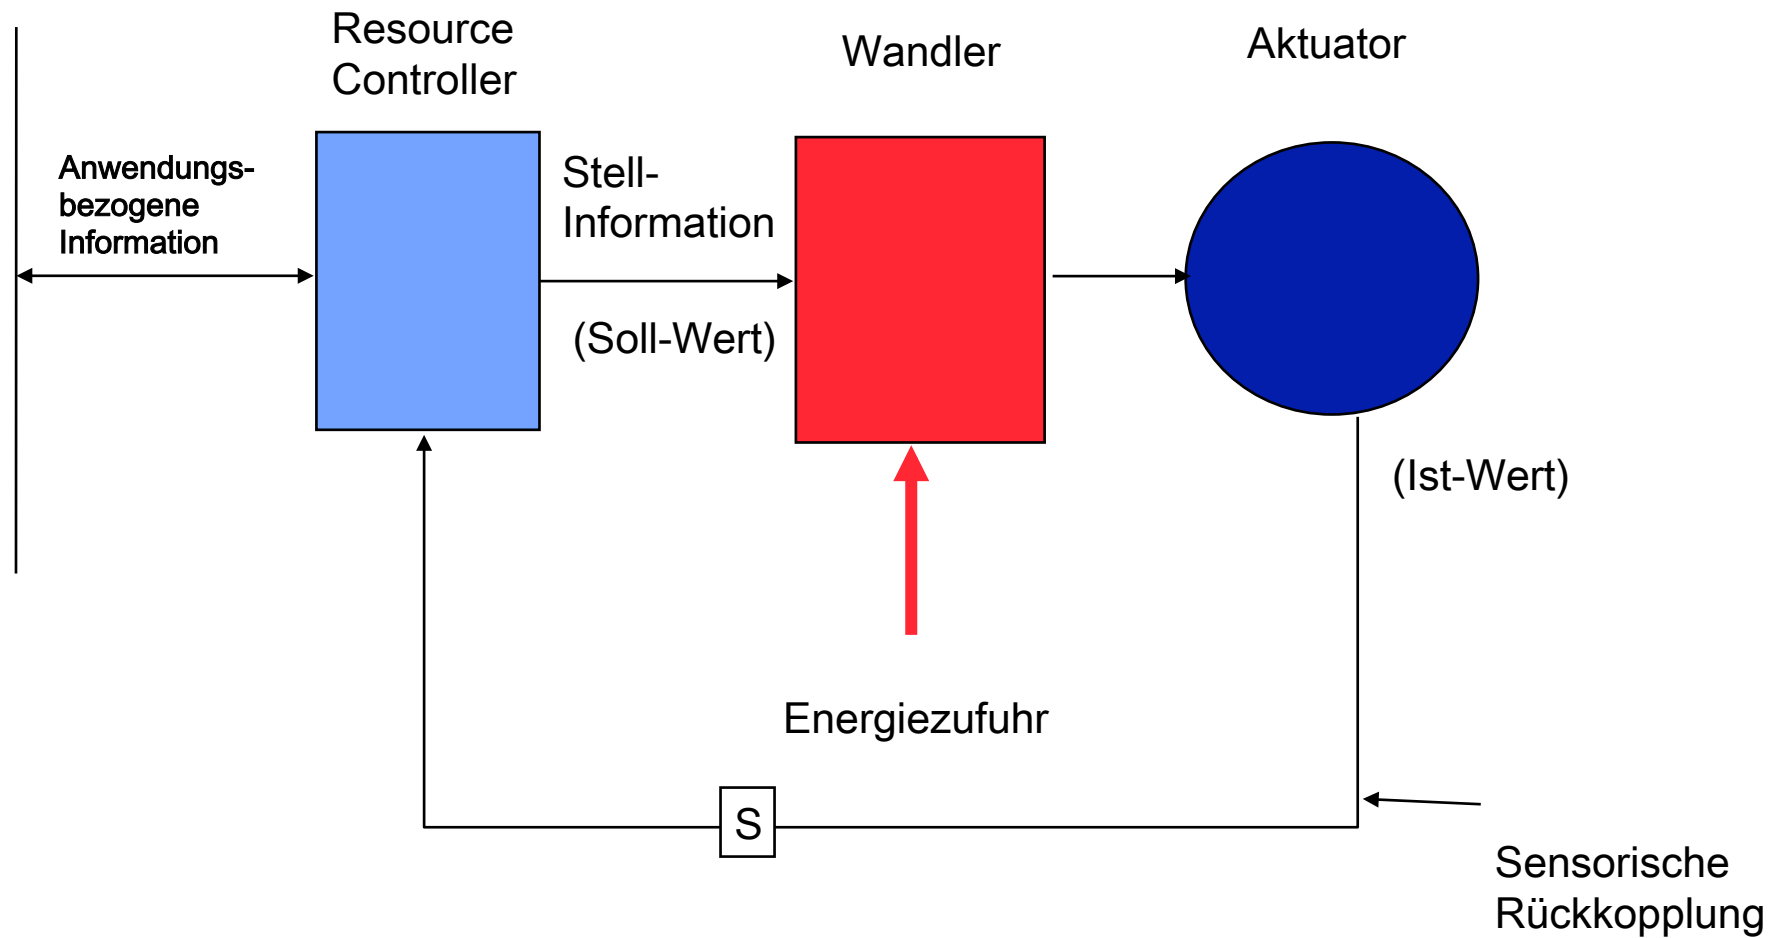 Resource
Controller
Wandler
Aktuator
Anwendungs-
bezogene
Information
Stell-
Information
(Soll-Wert)
(Ist-Wert)
Energiezufuhr
S
Sensorische
Rückkopplung